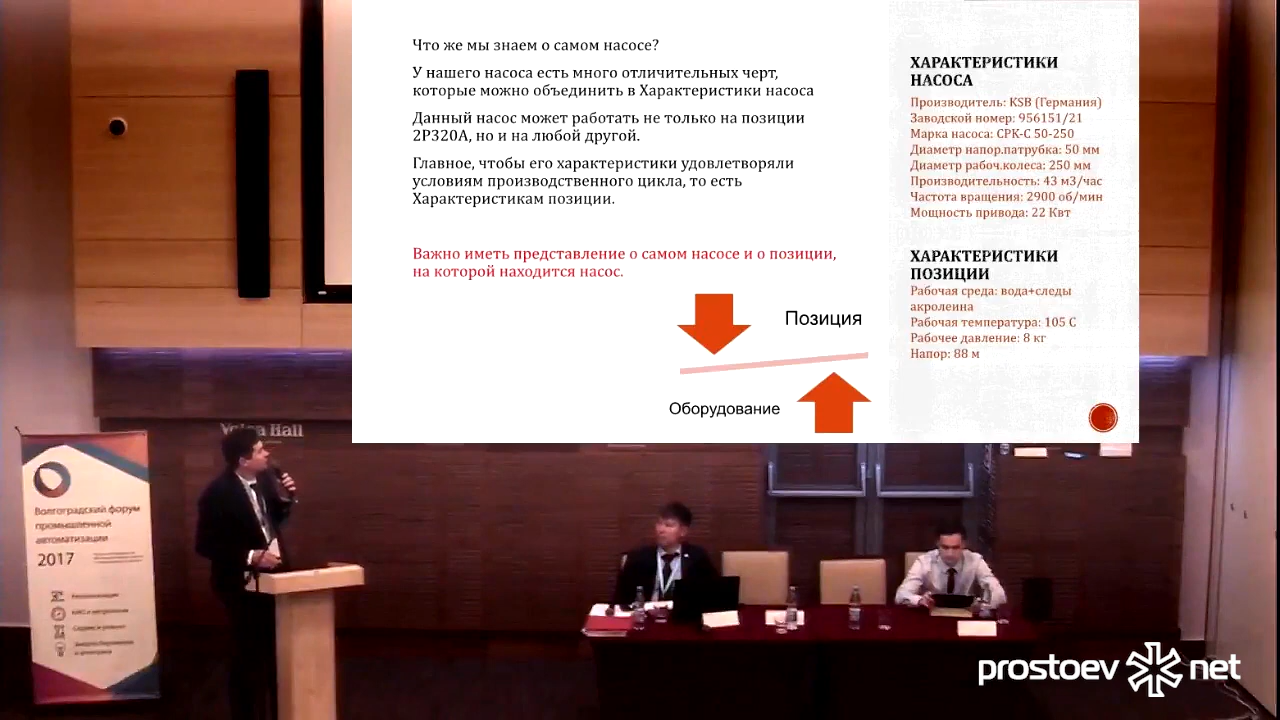 Что же мы знаем о самом насосе?
У нашего насоса есть много отличительных черт,
которые можно объединить в Характеристики насоса
Данный насос может работать не только на позиции
2Р320А, но и на любой другой.
Главное, чтобы его характеристики удовлетворяли
условиям производственного цикла, то есть
Характеристикам позиции.
Важно иметь представление о самом насосе и о позиции,
на которой находится насос.
Позиция
Оборудование
ХАРАКТЕРИСТИКИ
НАСОСА
Производитель: KSB (Германия)
Заводской номер: 956151/21
Марка насоса: CPK-C 50-250
Диаметр напор.патрубка: 50 мм
Диаметр рабоч.колеса: 250 мм
Производительность: 43 м3/час
Частота вращения: 2900 об/мин
Мощность привода: 22 Квт
ХАРАКТЕРИСТИКИ
ПОЗИЦИИ
Рабочая среда: вода+следы
акролеина
Рабочая температура: 105 С
Рабочее давление: 8 кг
Напор: 88 м
Volga Hall
Волгоградский форум
промышленной
автоматизации
2017
prostoev net